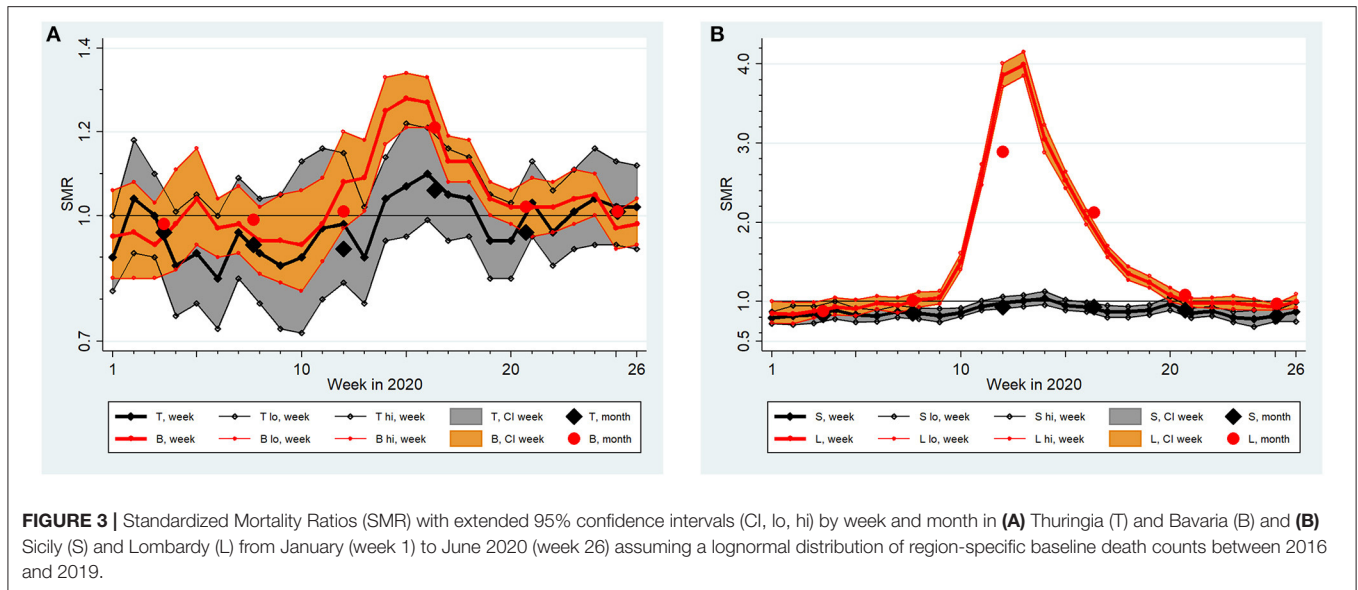 A
1.4
1.2
1.0
0.7
SMR
1
10
20
26
Week in 2020
T, week
T lo, week
T hi, week
T, CI week
T, month
B, week
B lo, week
B hi, week
B, CI week
B, month
B
4.0
3.0
2.0
1.0
0.5
SMR
1
10
20
26
Week in 2020
S, week
S lo, week
S hi, week
S, CI week
S, month
L, week
L lo, week
L hi, week
L, CI week
L, month
FIGURE 3 | Standardized Mortality Ratios (SMR) with extended 95% confidence intervals (CI, lo, hi) by week and month in (A) Thuringia (T) and Bavaria (B) and (B)
Sicily (S) and Lombardy (L) from January (week 1) to June 2020 (week 26) assuming a lognormal distribution of region-specific baseline death counts between 2016
and 2019.